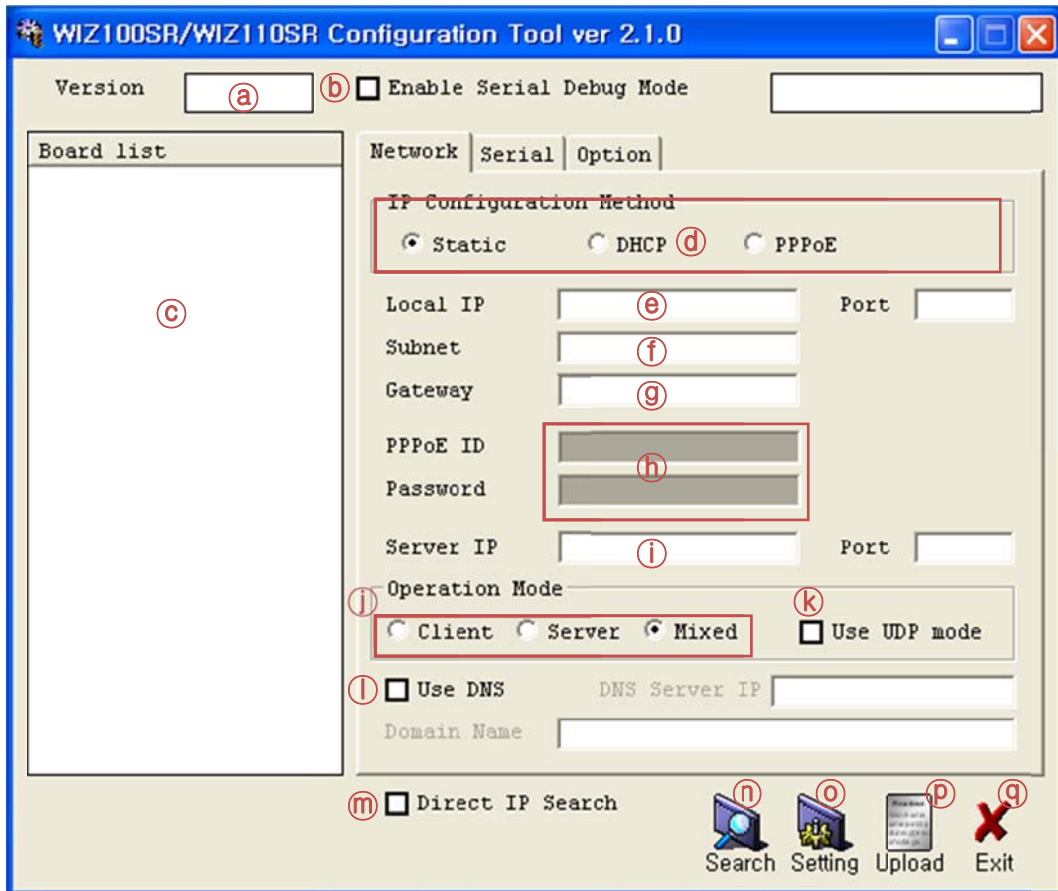 WIZ100SR/WIZ110SR Configuration Tool ver 2.1.0
Version ⓐ ⓑ Enable Serial Debug Mode
Board list
ⓒ
Network Serial Option
IP Configuration Method
Static DHCP ⓓ PPPoE
Local IP ⓔ Port
Subnet ⓕ
Gateway ⓖ
PPPoE ID
ⓗ
Password
Server IP ⓘ Port
Operation Mode
ⓙ Client Server Mixed
ⓚ Use UDP mode
ⓛ Use DNS DNS Server IP
Domain Name
ⓜ Direct IP Search
ⓝ ⓞ ⓟ ⓠ
Search Setting Upload Exit